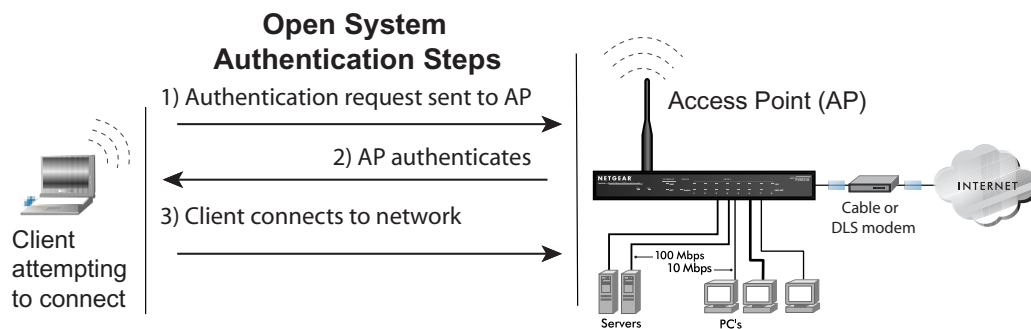 Open System
Authentication Steps
1) Authentication request sent to AP
2) AP authenticates
3) Client connects to network
Client
attempting
to connect
Access Point (AP)
NETGEAR
INTERNET
Cable or
DLS modem
100 Mbps
10 Mbps
Servers
PC's